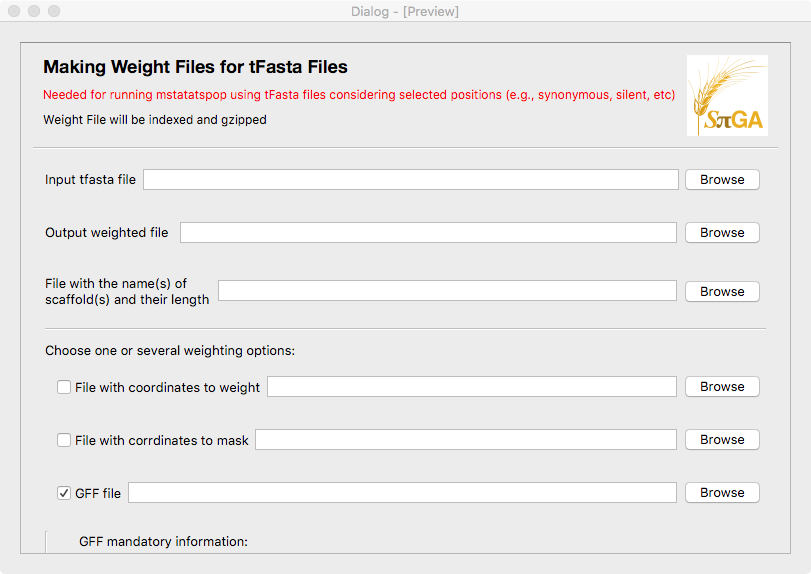 Dialog - [Preview]
Making Weight Files for tFasta Files
Needed for running mstatatspop using tFasta files considering selected positions (e.g., synonymous, silent, etc)
Weight File will be indexed and gzipped
SπGA
Input tfasta file
Browse
Output weighted file
Browse
File with the name(s) of
scaffold(s) and their length
Browse
Choose one or several weighting options:
File with coordinates to weight
Browse
File with corrdinates to mask
Browse
GFF file
Browse
GFF mandatory information: